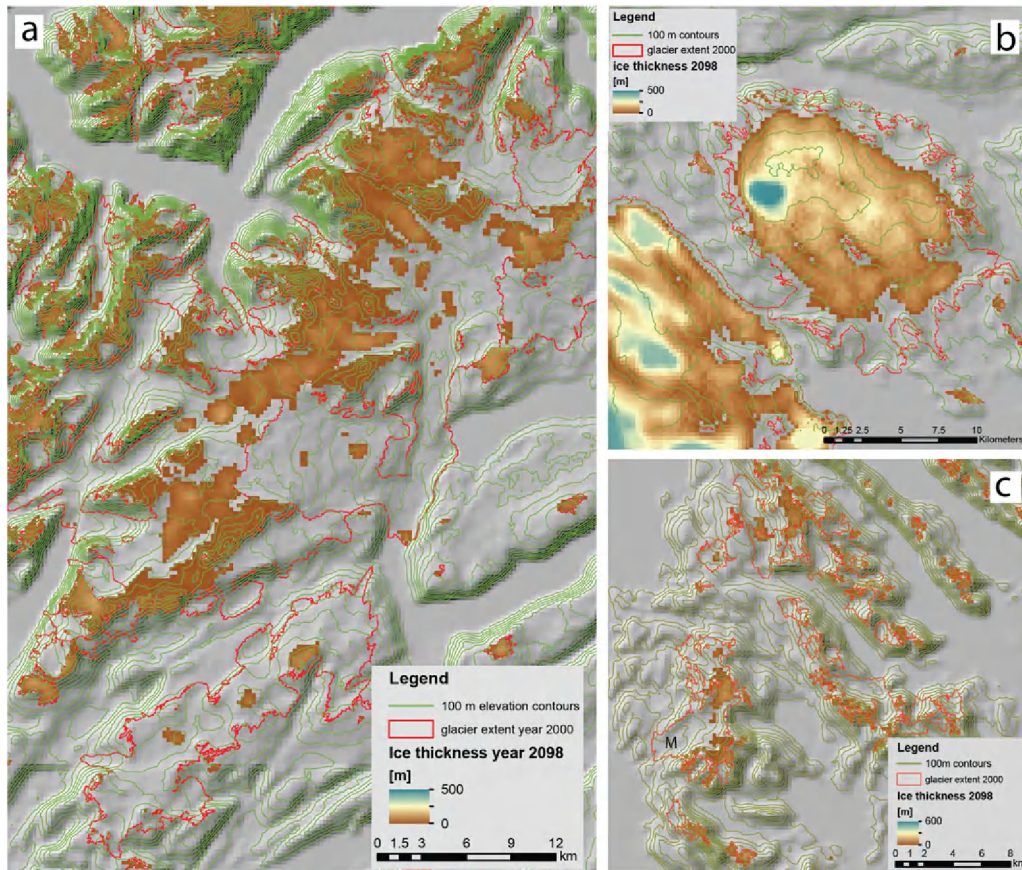 a
Legend
100 m elevation contours
glacier extent year 2000
Ice thickness year 2098
[m]
500
0
0 1.5 3 6 9 12
km
b
Legend
100 m contours
glacier extent 2000
Ice thickness 2098
[m]
500
0
0 1.25 2.5 5 7.5 10
Kilometers
c
M
Legend
100m contours
glacier extent 2000
Ice thickness 2098
[m]
600
0
0 1 2 4 6 8
km